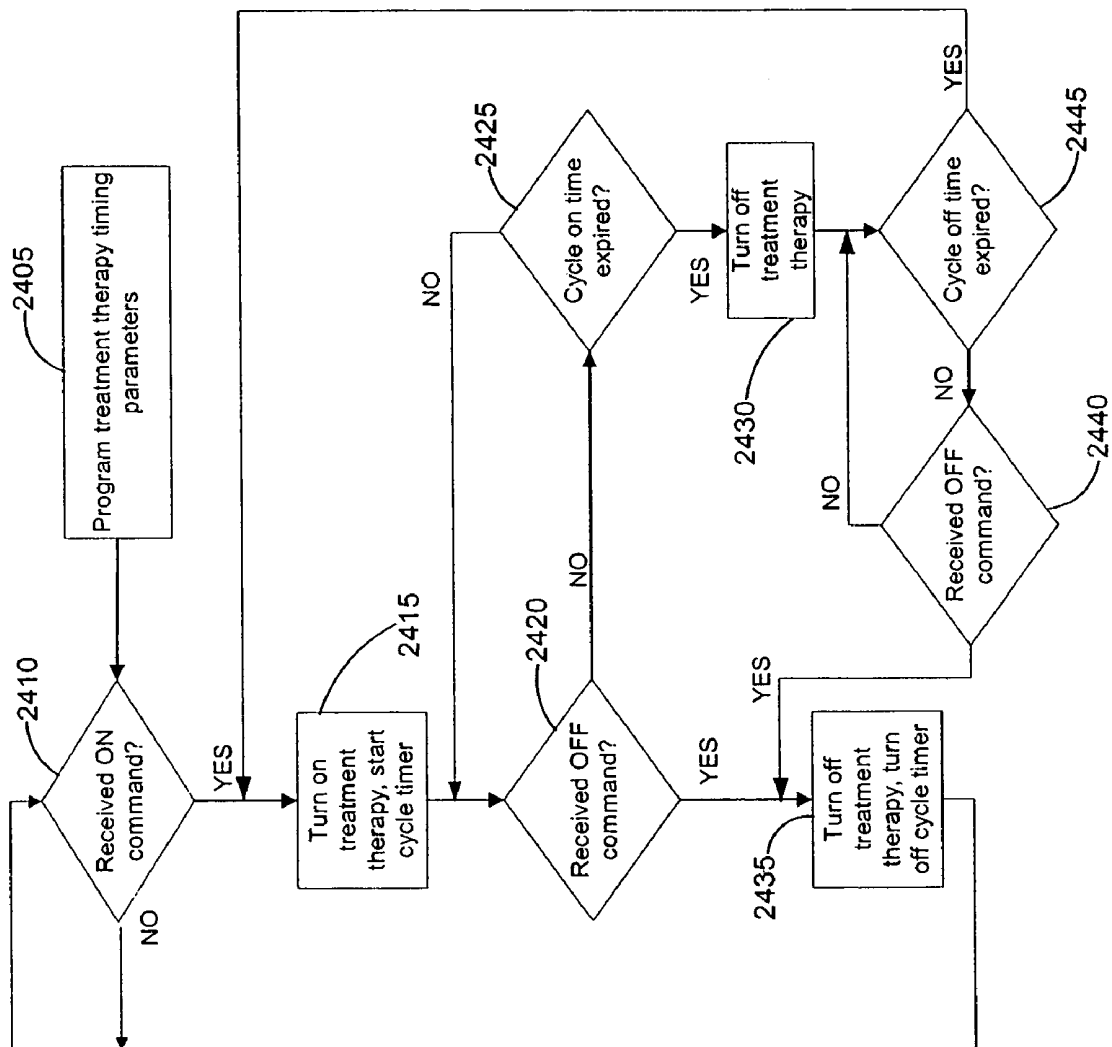 2405
Program treatment therapy timing
parameters
2410
Received ON
command?
NO
YES
2415
Turn on
treatment
therapy, start
cycle timer
2420
Received OFF
command?
NO
YES
2425
Cycle on time
expired?
NO
YES
2430
Turn off
treatment
therapy
2445
Cycle off time
expired?
YES
NO
2440
Received OFF
command?
NO
YES
2435
Turn off
treatment
therapy, turn
off cycle timer